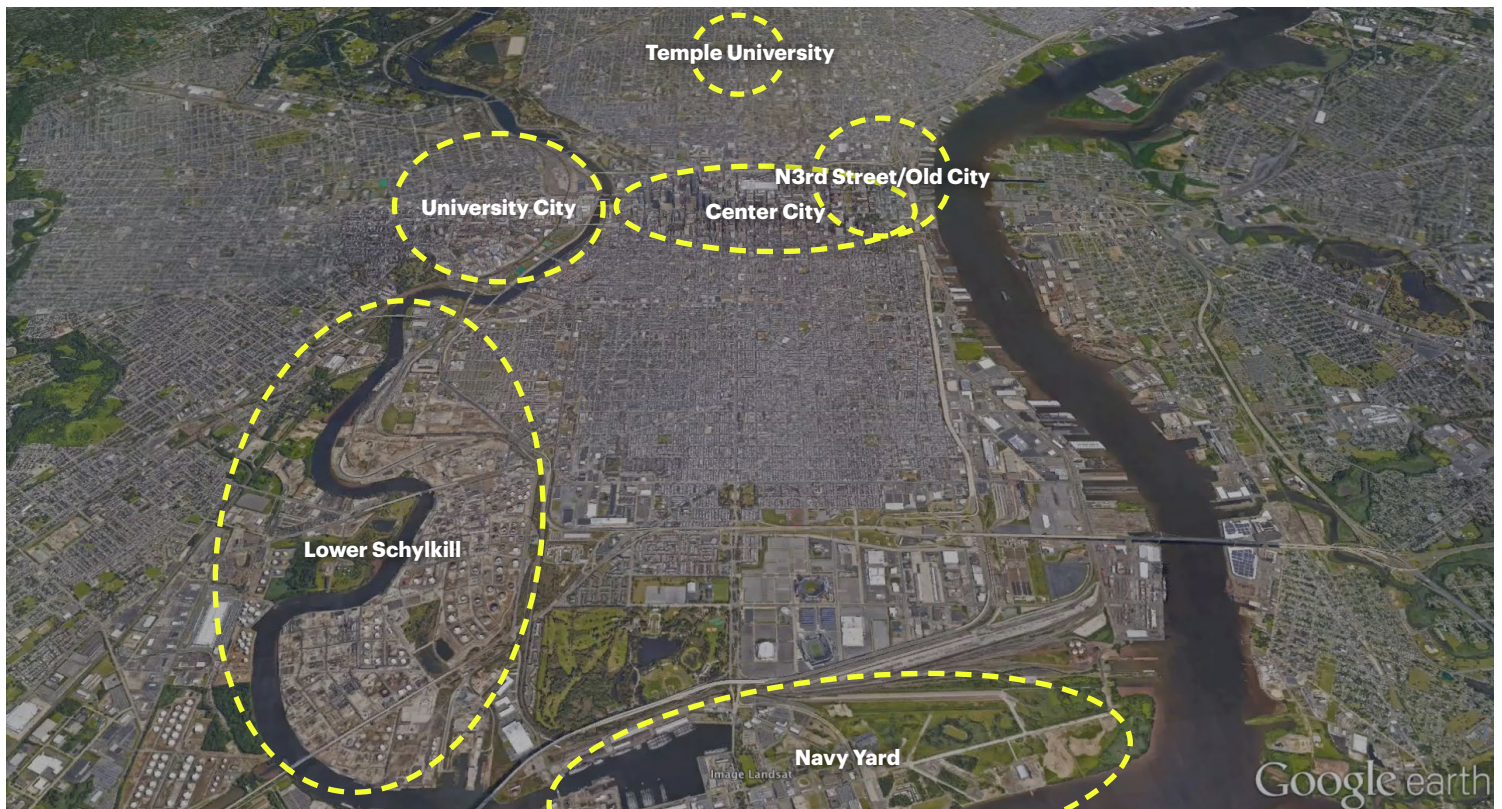 Temple University
N3rd Street/Old City
University City
Center City
Lower Schylkill
Navy Yard
Image Landsat
Google earth